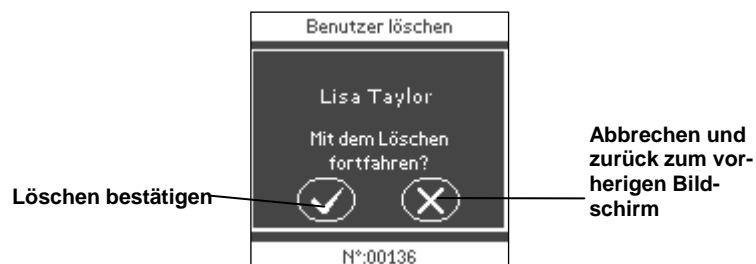 Benutzer löschen
Lisa Taylor
Mit dem Löschen
fortfahren?
Löschen bestätigen
Abbrechen und
zurück zum vor-
herigen Bild-
schirm
N°:00136